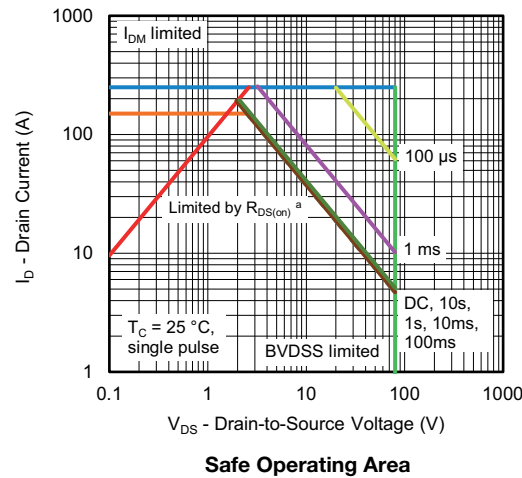 1000
I_DM limited
100
100 µs
Limited by R_DS(on) ^a
10
1 ms
T_C = 25 °C,
single pulse
DC, 10s,
1s, 10ms,
100ms
BVDSS limited
1
0.1
1
10
100
1000
I_D - Drain Current (A)
V_DS - Drain-to-Source Voltage (V)
Safe Operating Area